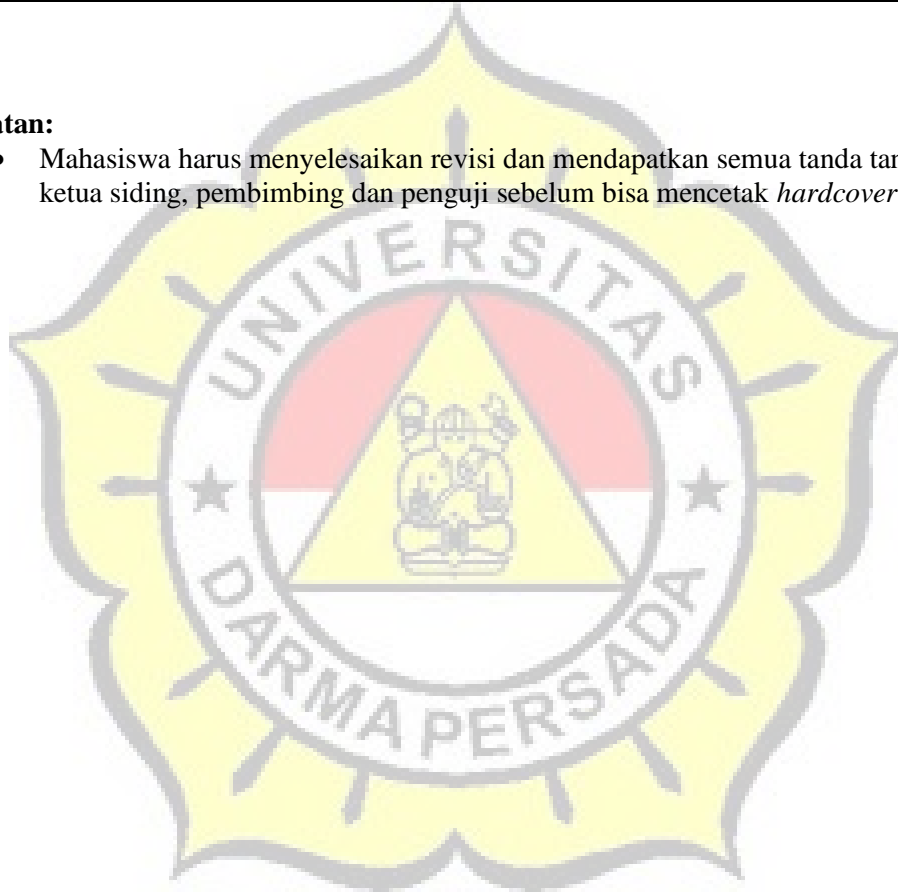 atan:
• Mahasiswa harus menyelesaikan revisi dan mendapatkan semua tanda tan
ketua siding, pembimbing dan penguji sebelum bisa mencetak hardcover
UNIVERSITAS
DARMA PERSADA